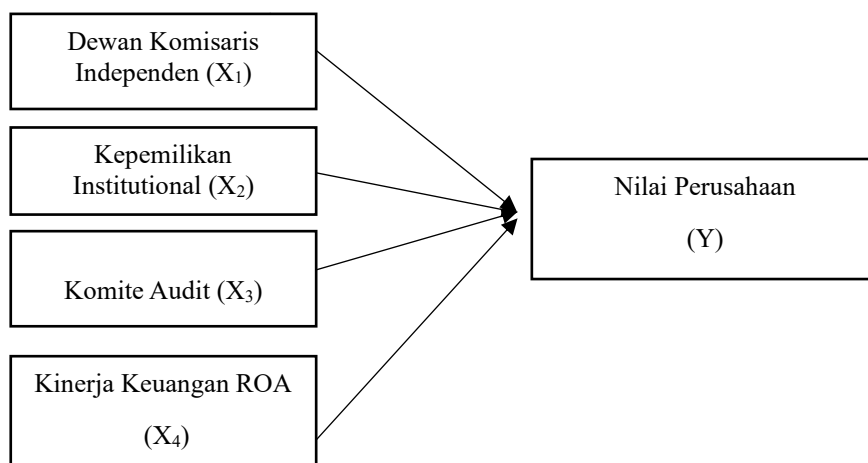 Dewan Komisaris
Independen (X₁)
Kepemilikan
Institutional (X₂)
Komite Audit (X₃)
Kinerja Keuangan ROA
(X₄)
Nilai Perusahaan
(Y)